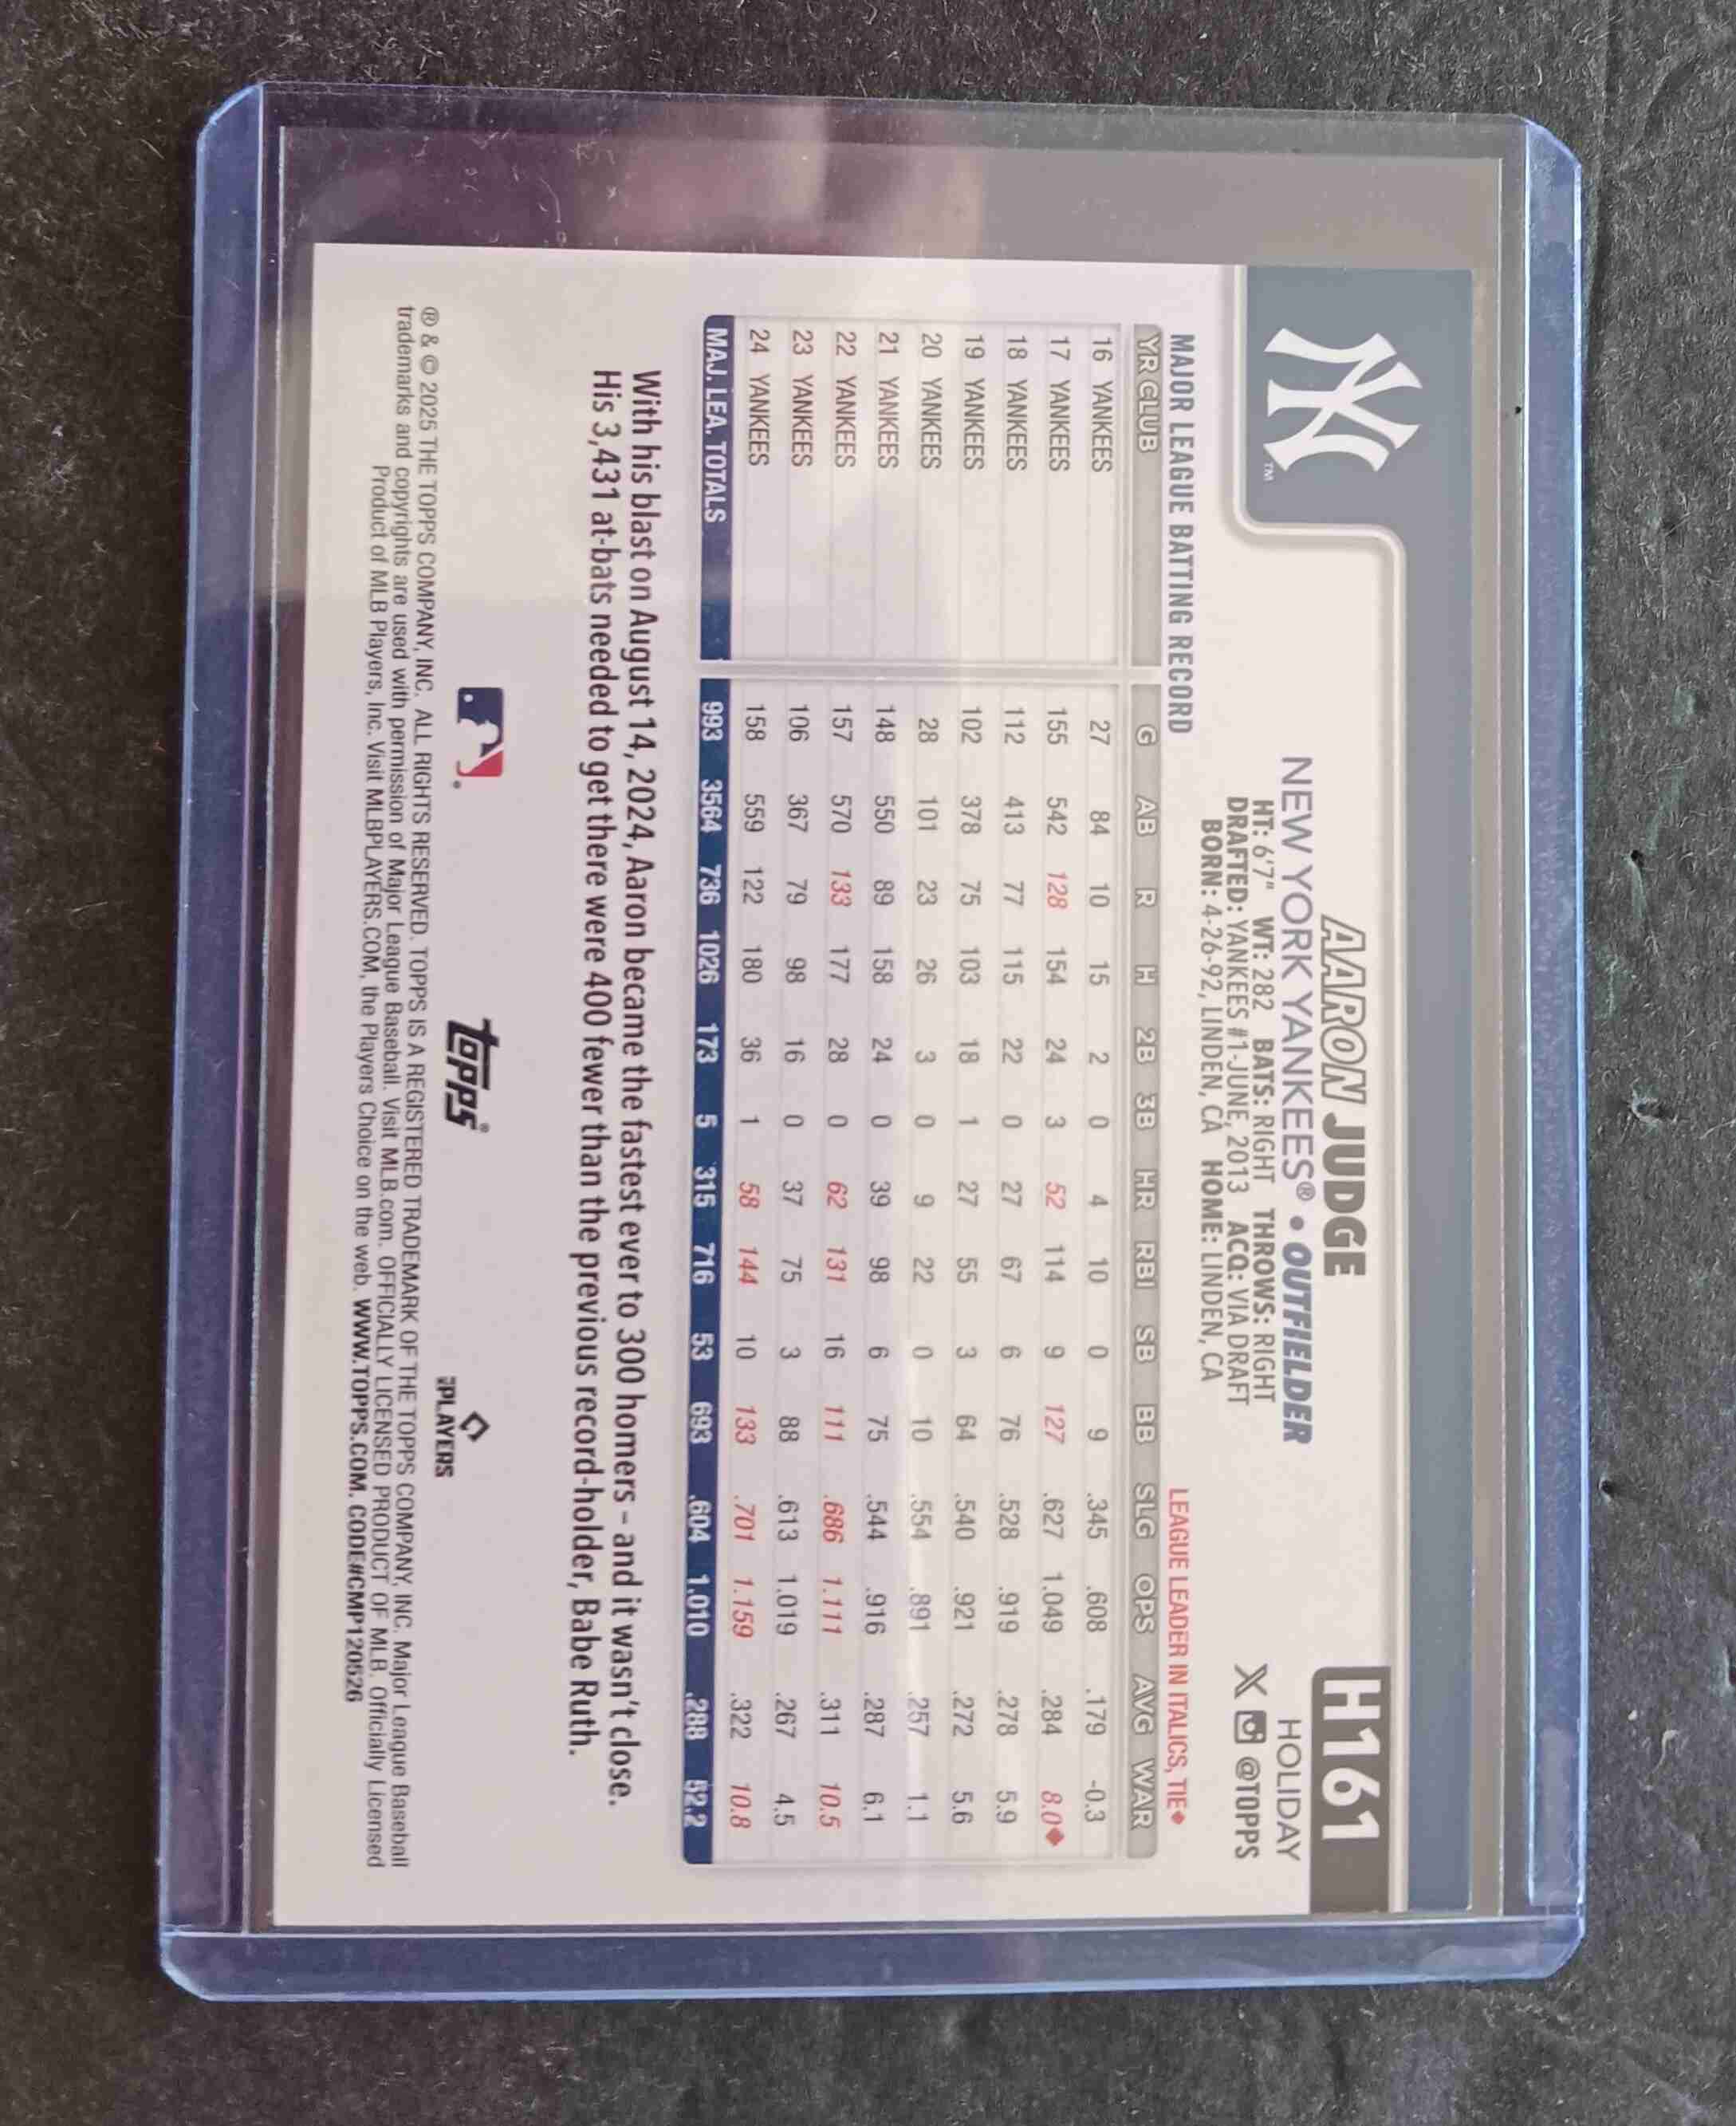 AARON JUDGE
H161
NEW YORK YANKEES® • OUTFIELDER
HOLIDAY
HT: 6'7" WT: 282 BATS: RIGHT THROWS: RIGHT
DRAFTED: YANKEES #1-JUNE, 2013 ACQ: VIA DRAFT
BORN: 4-26-92, LINDEN, CA HOME: LINDEN, CA
@TOPPS
NY™
MAJOR LEAGUE BATTING RECORD LEAGUE LEADER IN ITALICS, TIE◆
YR CLUB G AB R H 2B 3B HR RBI SB BB SLG OPS AVG WAR
16 YANKEES 27 84 10 15 2 0 4 10 0 9 .345 .608 .179 -0.3
17 YANKEES 155 542 128 154 24 3 52 114 9 127 .627 1.049 .284 8.0◆
18 YANKEES 112 413 77 115 22 0 27 67 6 76 .528 .919 .278 5.9
19 YANKEES 102 378 75 103 18 1 27 55 3 64 .540 .921 .272 5.6
20 YANKEES 28 101 23 26 3 0 9 22 0 10 .554 .891 .257 1.1
21 YANKEES 148 550 89 158 24 0 39 98 6 75 .544 .916 .287 6.1
22 YANKEES 157 570 133 177 28 0 62 131 16 111 .686 1.111 .311 10.5
23 YANKEES 106 367 79 98 16 0 37 75 3 88 .613 1.019 .267 4.5
24 YANKEES 158 559 122 180 36 1 58 144 10 133 .701 1.159 .322 10.8
MAJ. LEA. TOTALS 993 3564 736 1026 173 5 315 716 53 693 .604 1.010 .288 52.2
With his blast on August 14, 2024, Aaron became the fastest ever to 300 homers – and it wasn't close.
His 3,431 at-bats needed to get there were 400 fewer than the previous record-holder, Babe Ruth.
topps®
PLAYERS
® & © 2025 THE TOPPS COMPANY, INC. ALL RIGHTS RESERVED. TOPPS IS A REGISTERED TRADEMARK OF THE TOPPS COMPANY, INC. Major League Baseball
trademarks and copyrights are used with permission of Major League Baseball. Visit MLB.com. OFFICIALLY LICENSED PRODUCT OF MLB. Officially Licensed
Product of MLB Players, Inc. Visit MLBPLAYERS.COM, the Players Choice on the web. WWW.TOPPS.COM. CODE#CMP120526